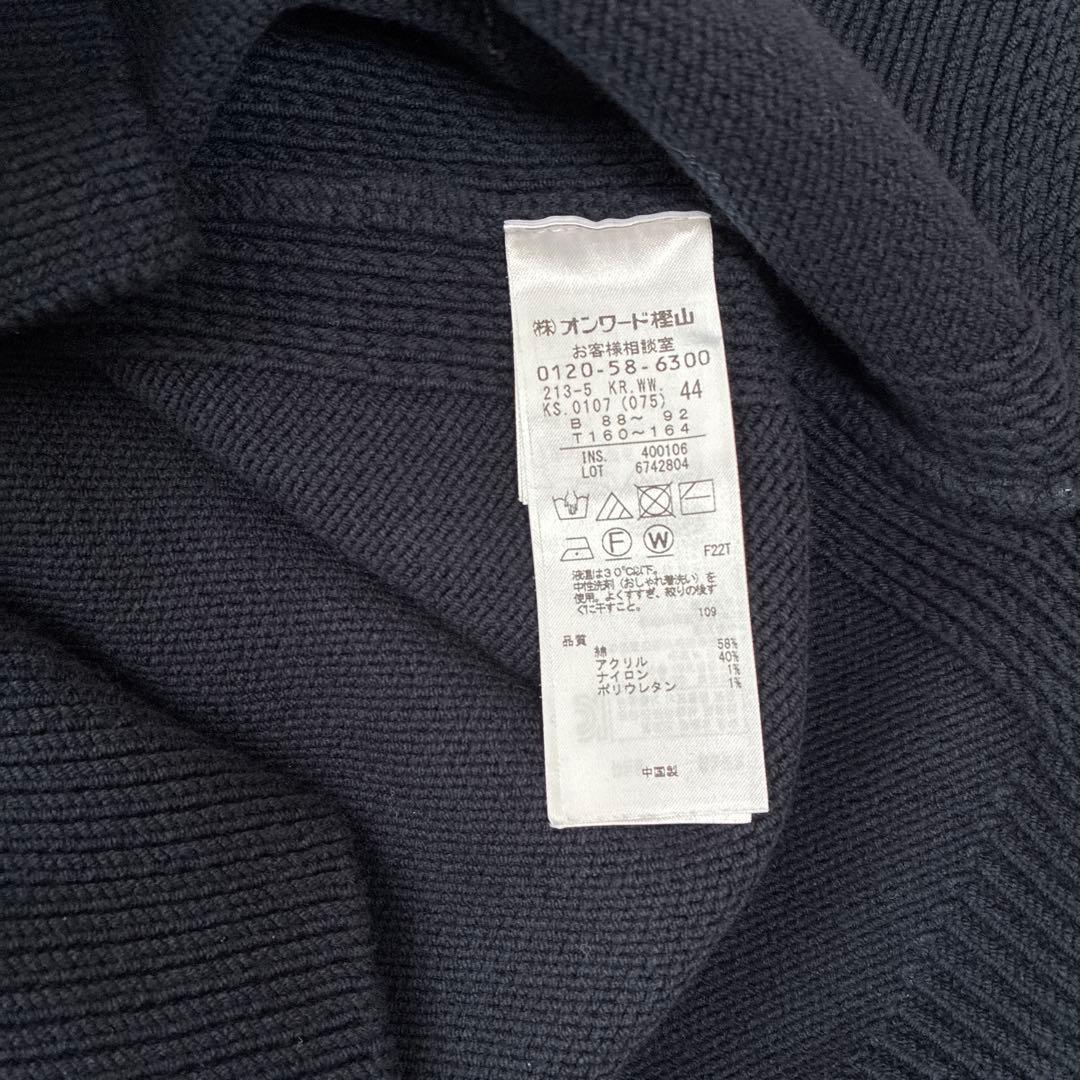 (株)オンワード樫山
お客様相談室
0120-58-6300
213-5 KR.WW. 44
KS.0107(075)
B 88～ 92
T160～164
INS. 400106
LOT 6742804
F W F22T
液温は30℃以下。
中性洗剤（おしゃれ着洗い）を
使用。よくすすぎ、絞りの後す
ぐに干すこと。
109
品質
綿 58%
アクリル 40%
ナイロン 1%
ポリウレタン 1%
中国製